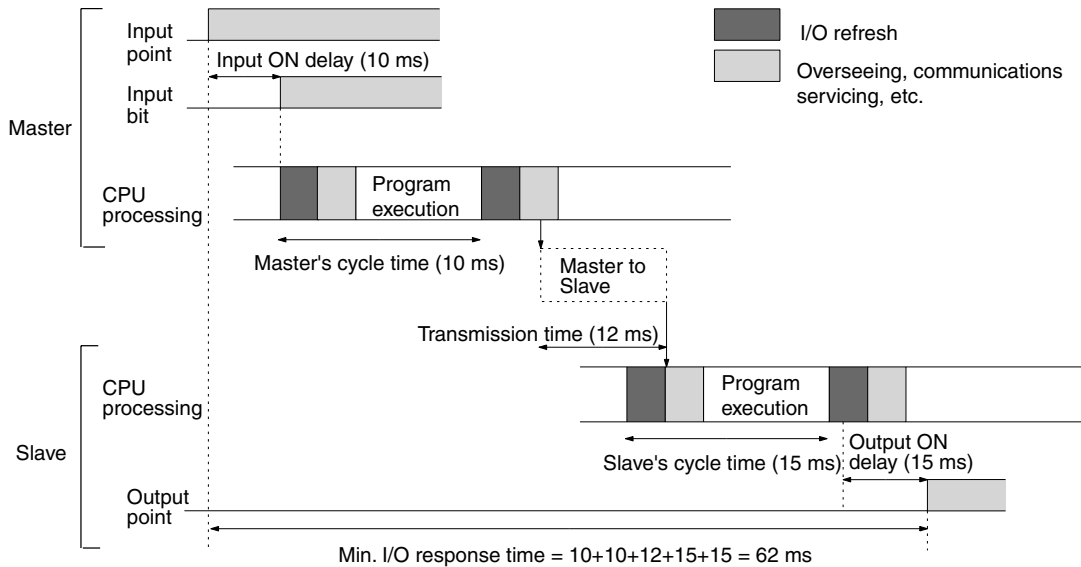 Input
point
Input ON delay (10 ms)
Input
bit
I/O refresh
Overseeing, communications
servicing, etc.
Master
CPU
processing
Program
execution
Master's cycle time (10 ms)
Master to
Slave
Transmission time (12 ms)
Slave
CPU
processing
Program
execution
Slave's cycle time (15 ms)
Output ON
delay (15 ms)
Output
point
Min. I/O response time = 10+10+12+15+15 = 62 ms